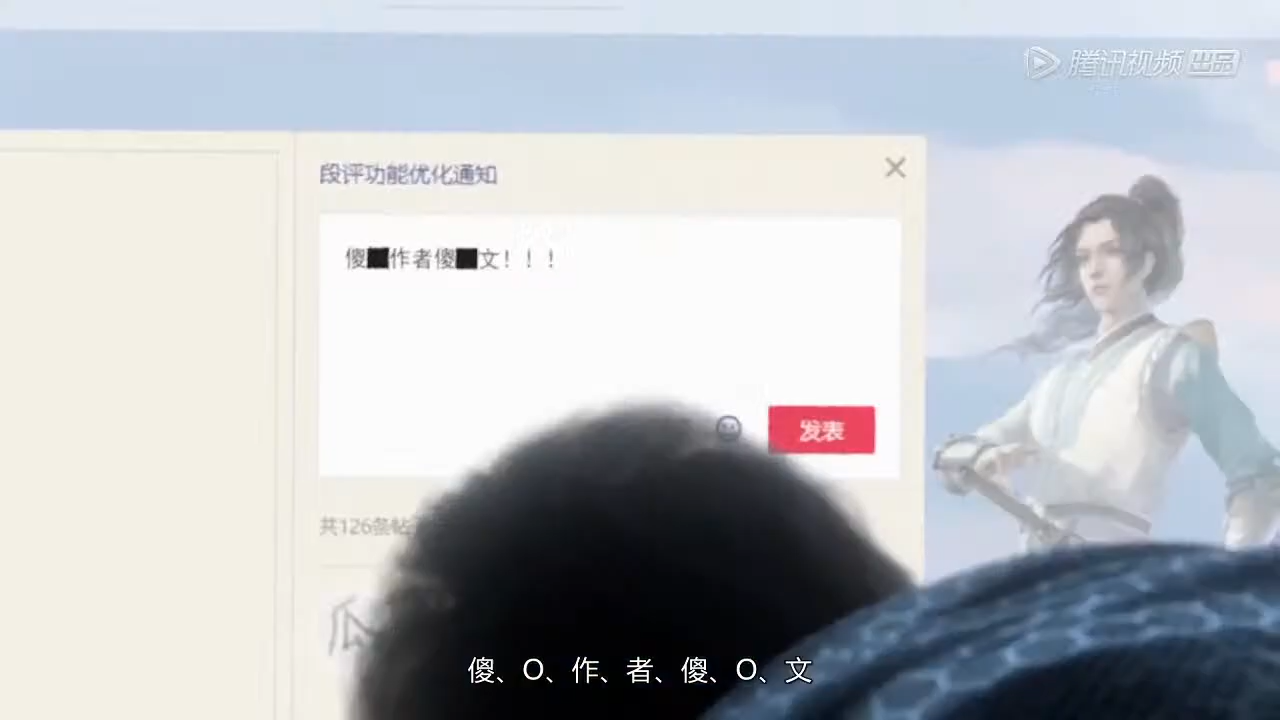 腾讯视频 出品
段评功能优化通知
傻■作者傻■文！！！
发表
共126条帖
瓜
傻、O、作、者、傻、O、文